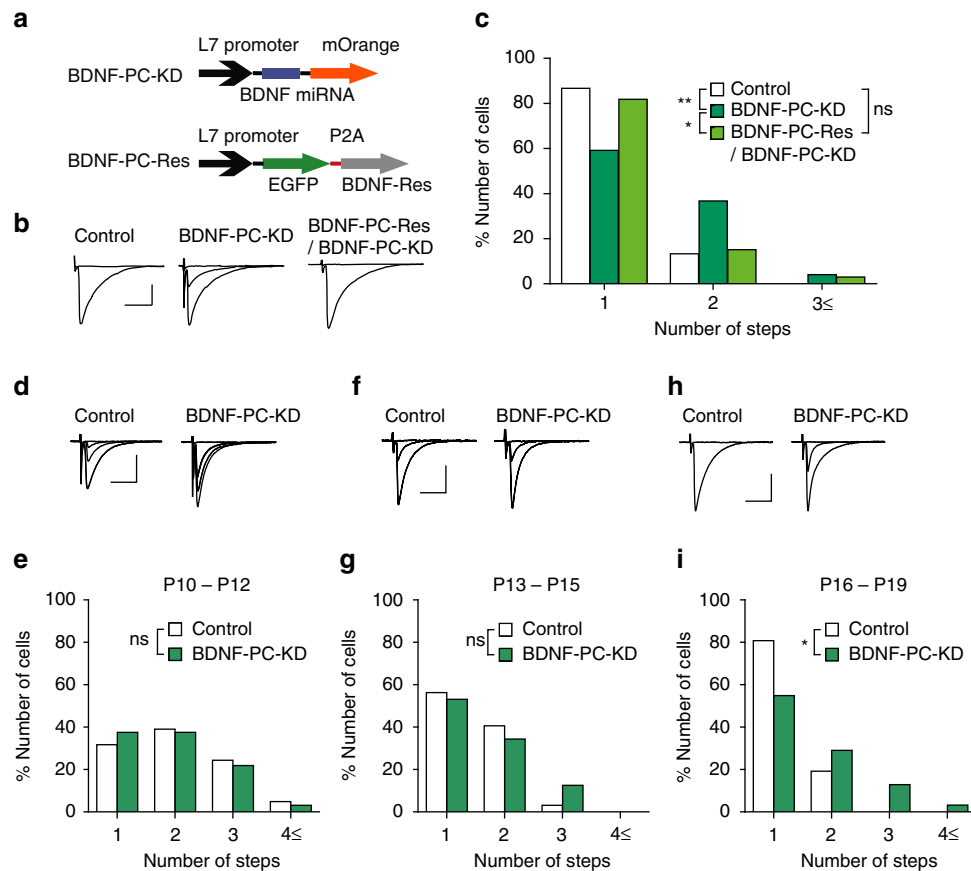 a
L7 promoter mOrange
BDNF-PC-KD
BDNF miRNA
L7 promoter P2A
BDNF-PC-Res
EGFP BDNF-Res
b
Control BDNF-PC-KD BDNF-PC-Res
/ BDNF-PC-KD
c
100
80
60
40
20
0
% Number of cells
Control
** BDNF-PC-KD ns
* BDNF-PC-Res
/ BDNF-PC-KD
1 2 3≤
Number of steps
d
Control BDNF-PC-KD
f
Control BDNF-PC-KD
h
Control BDNF-PC-KD
e
P10 – P12
100
80
60
40
20
0
% Number of cells
ns
Control
BDNF-PC-KD
1 2 3 4≤
Number of steps
g
P13 – P15
100
80
60
40
20
0
% Number of cells
ns
Control
BDNF-PC-KD
1 2 3 4≤
Number of steps
i
P16 – P19
100
80
60
40
20
0
% Number of cells
*
Control
BDNF-PC-KD
1 2 3 4≤
Number of steps